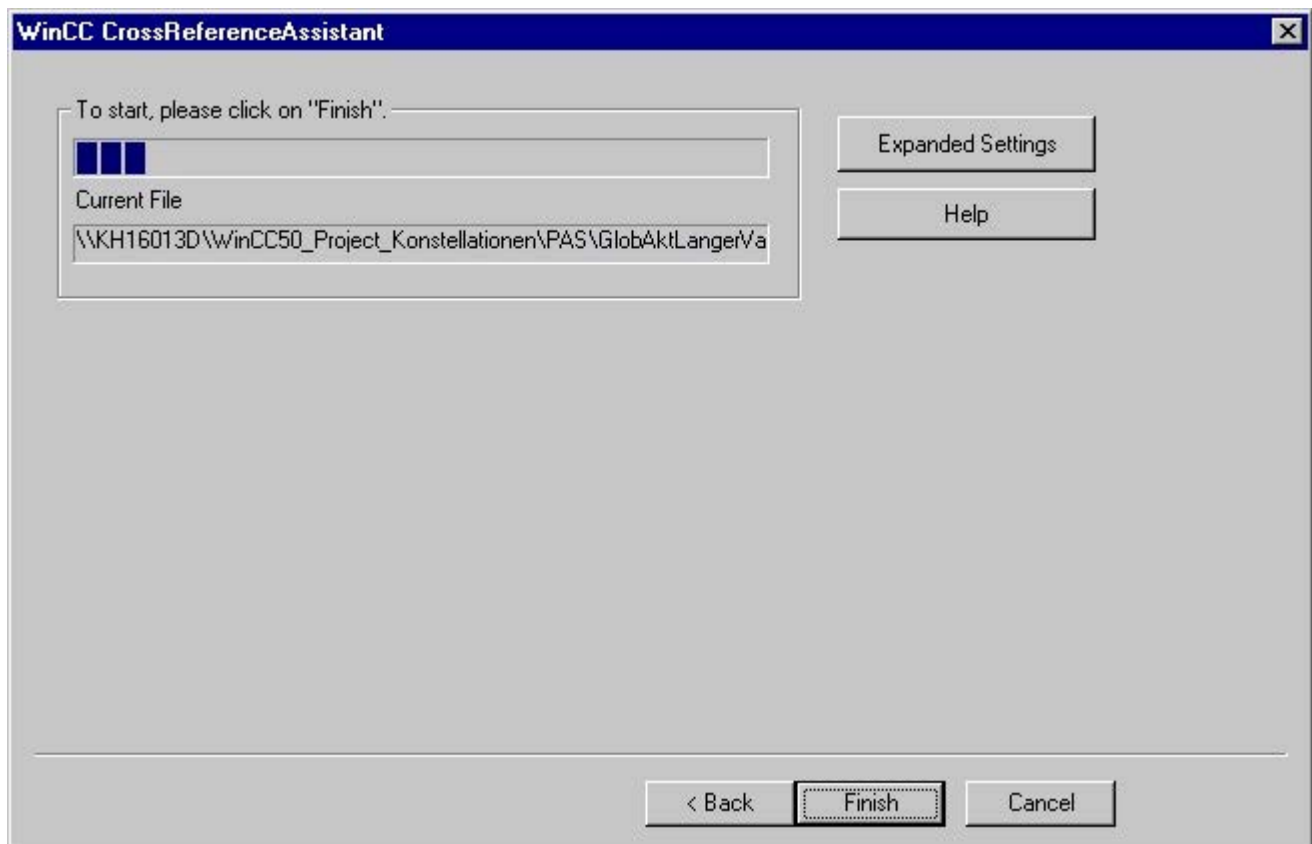 WinCC CrossReferenceAssistant
To start, please click on "Finish".
Expanded Settings
Current File
Help
\\KH16013D\WinCC50_Project_Konstellationen\PAS\GlobAktLangerVa
< Back
Finish
Cancel